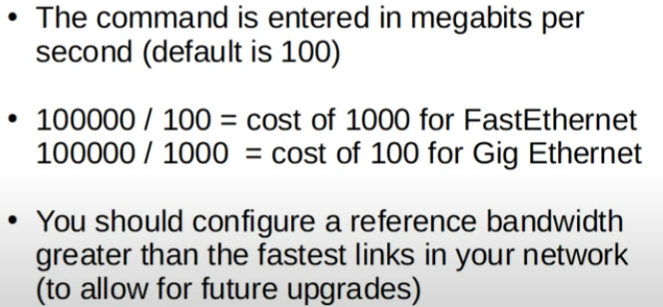 • The command is entered in megabits per
second (default is 100)
• 100000 / 100 = cost of 1000 for FastEthernet
100000 / 1000 = cost of 100 for Gig Ethernet
• You should configure a reference bandwidth
greater than the fastest links in your network
(to allow for future upgrades)